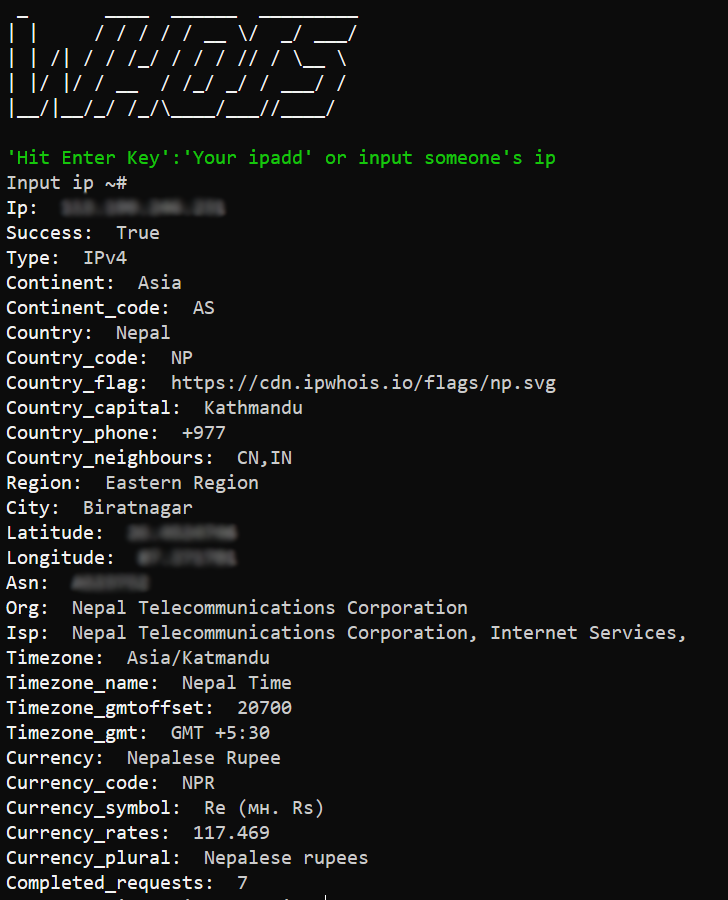 WHOIS
'Hit Enter Key':'Your ipadd' or input someone's ip
Input ip ~#
Ip:
Success:  True
Type:  IPv4
Continent:  Asia
Continent_code:  AS
Country:  Nepal
Country_code:  NP
Country_flag:  https://cdn.ipwhois.io/flags/np.svg
Country_capital:  Kathmandu
Country_phone:  +977
Country_neighbours:  CN,IN
Region:  Eastern Region
City:  Biratnagar
Latitude:
Longitude:
Asn:
Org:  Nepal Telecommunications Corporation
Isp:  Nepal Telecommunications Corporation, Internet Services,
Timezone:  Asia/Katmandu
Timezone_name:  Nepal Time
Timezone_gmtoffset:  20700
Timezone_gmt:  GMT +5:30
Currency:  Nepalese Rupee
Currency_code:  NPR
Currency_symbol:  Re (мн. Rs)
Currency_rates:  117.469
Currency_plural:  Nepalese rupees
Completed_requests:  7